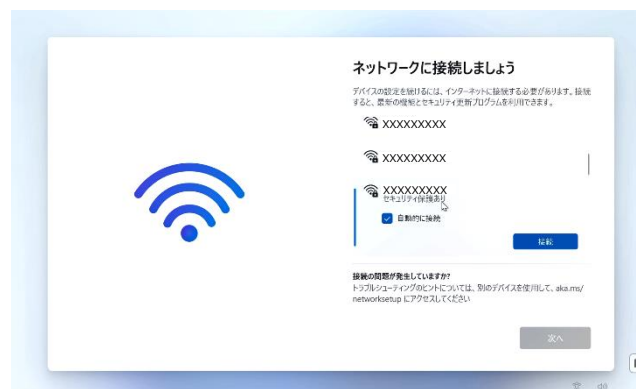 ネットワークに接続しましょう
デバイスの設定を続けるには、インターネットに接続する必要があります。接続
すると、最新の機能とセキュリティ更新プログラムを利用できます。
XXXXXXXXX
XXXXXXXXX
XXXXXXXXX
セキュリティ保護あり
自動的に接続
接続
接続の問題が発生していますか?
トラブルシューティングのヒントについては、別のデバイスを使用して、aka.ms/
networksetup にアクセスしてください
次へ